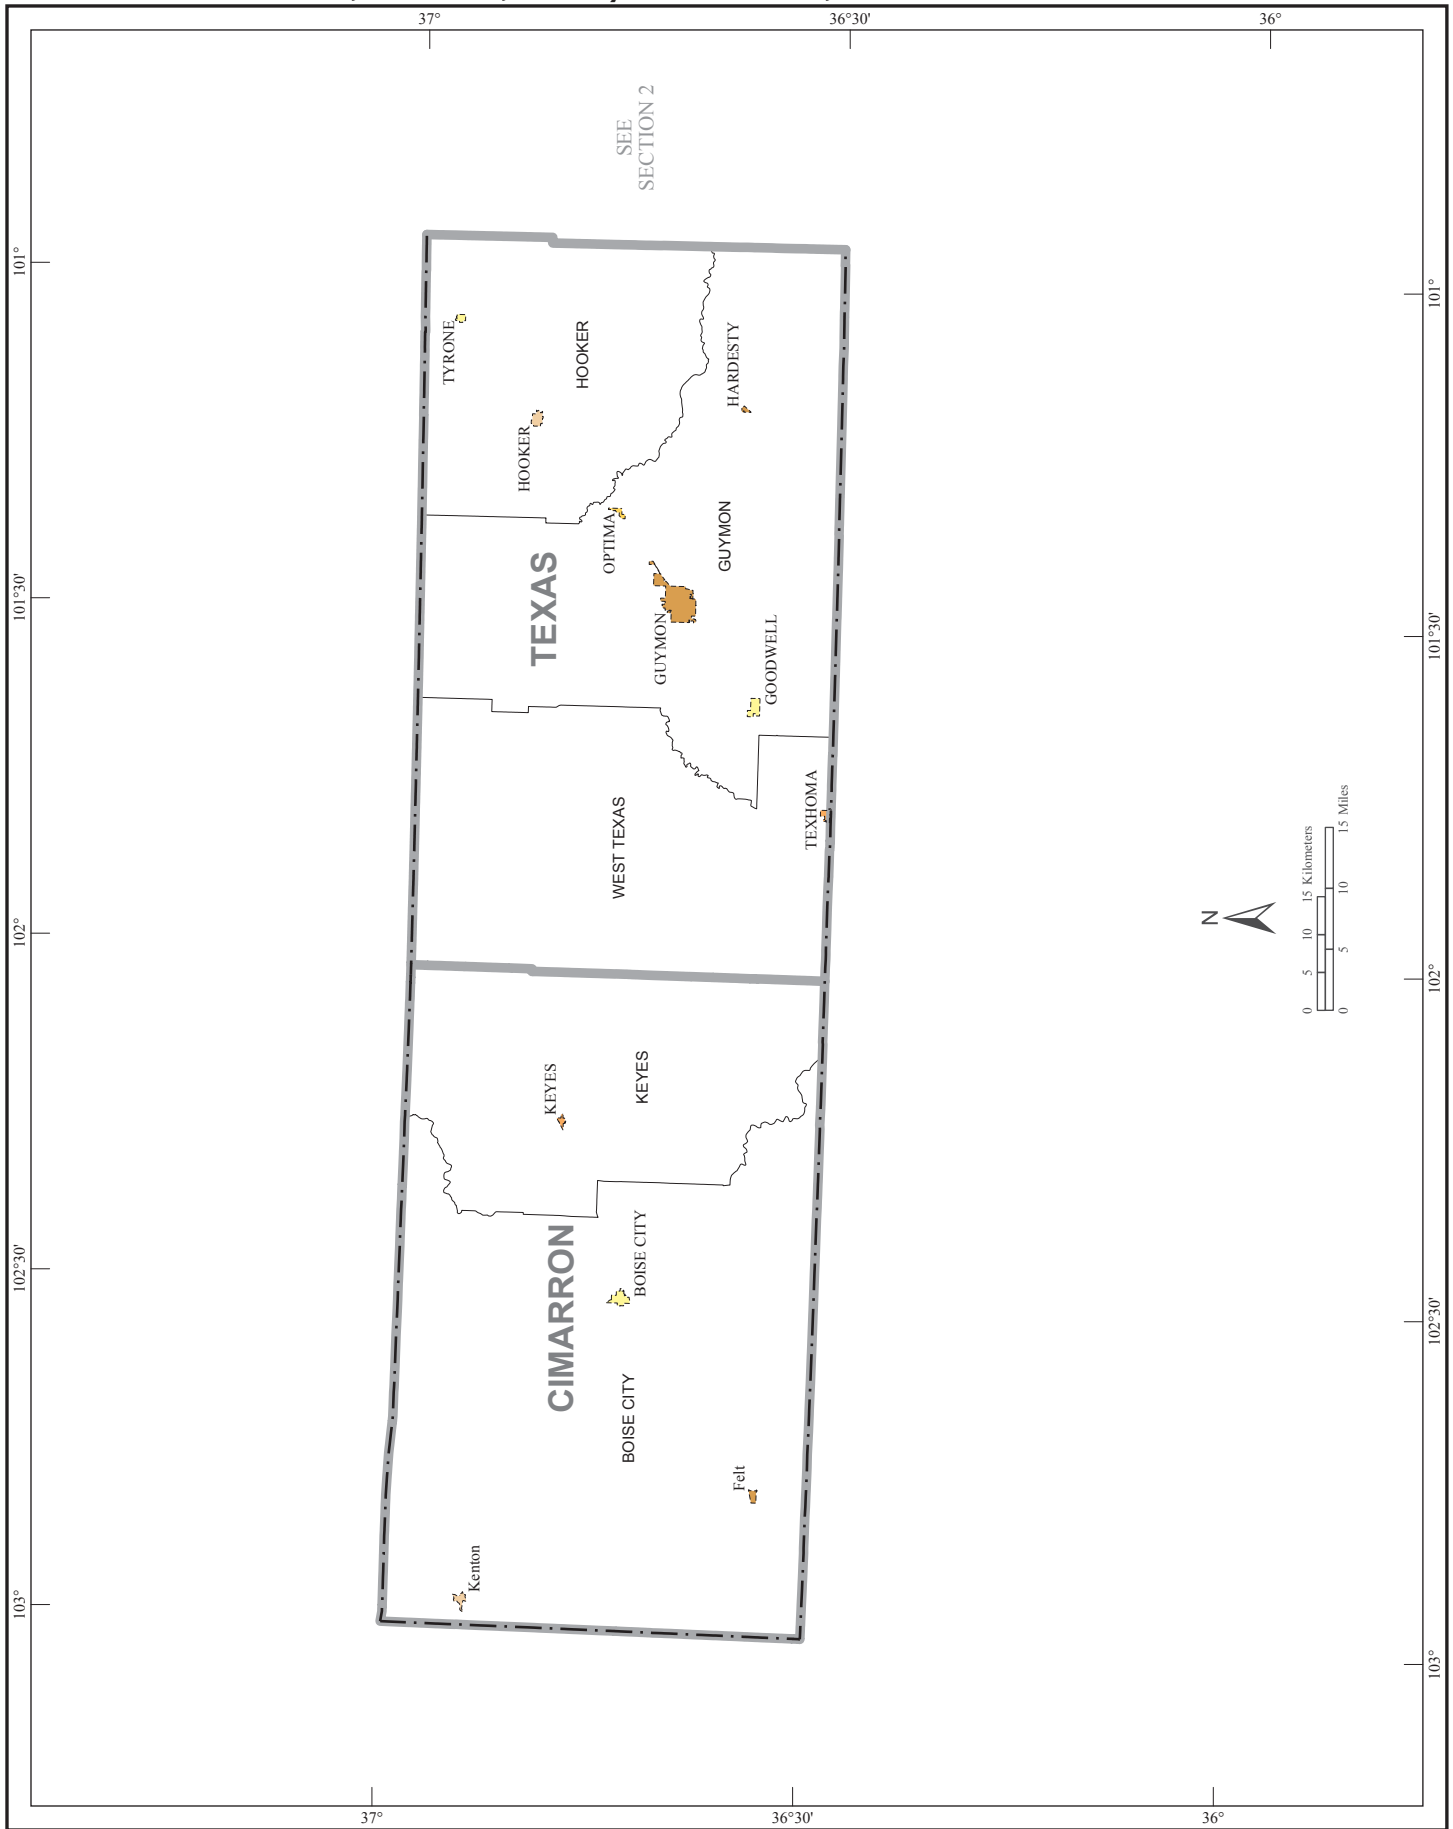 37°
36°30'
36°
SEE
SECTION 2
101°
101°
TYRONE
HOOKER
HOOKER
HARDESTY
OPTIMA
TEXAS
GUYMON
101°30'
101°30'
GUYMON
GOODWELL
WEST TEXAS
TEXHOMA
102°
102°
KEYES
KEYES
CIMARRON
BOISE CITY
102°30'
102°30'
BOISE CITY
Felt
Kenton
103°
103°
N
0 5 10 15 Kilometers
0 5 10 15 Miles
37°
36°30'
36°